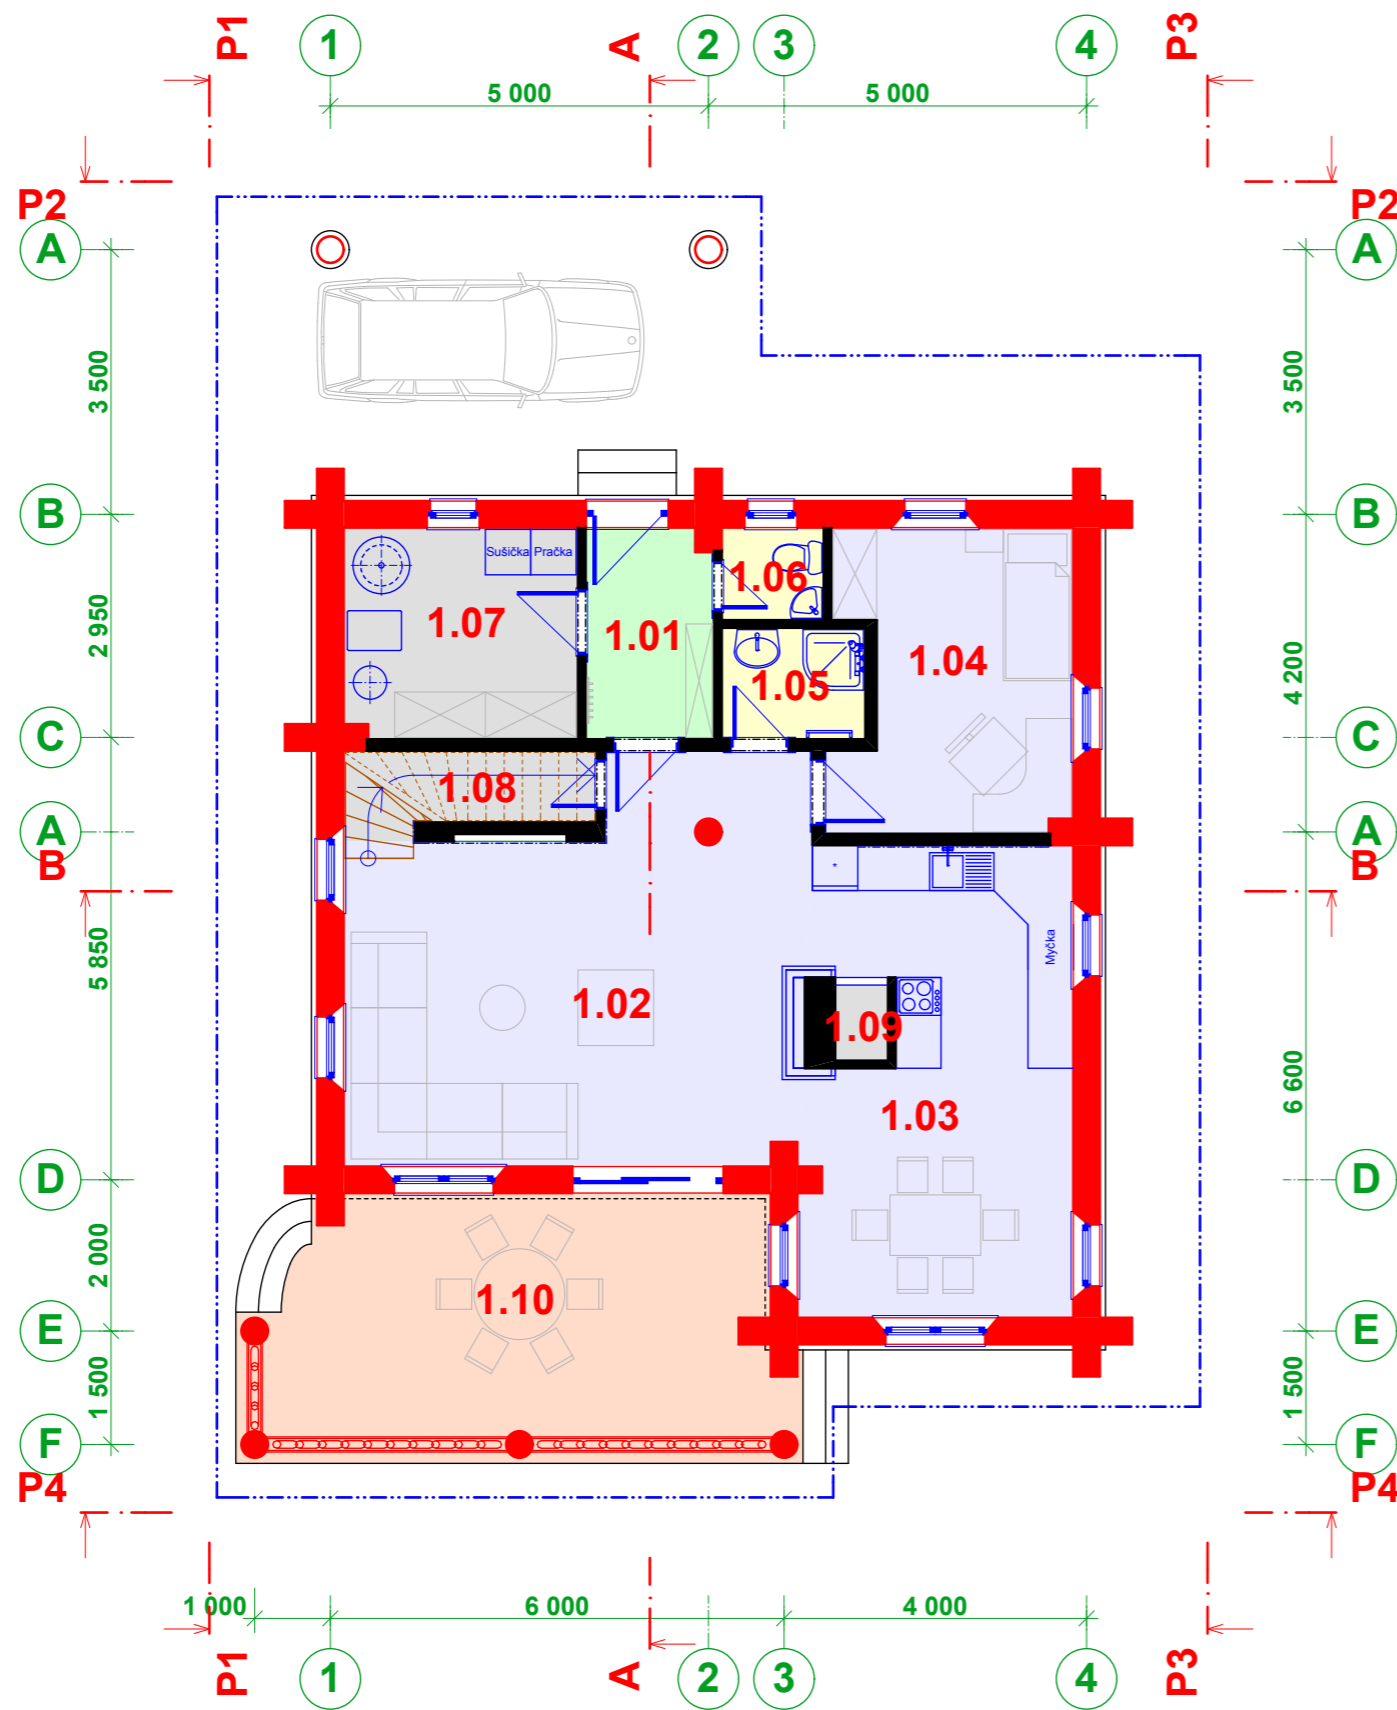 P1
1
A
2
3
4
P3
5 000
5 000
P2
P2
A
A
3 500
3 500
B
B
Sušička
Pračka
1.06
1.07
1.01
1.04
1.05
2 950
4 200
C
C
1.08
A
A
B
B
Myčka
5 850
1.02
1.09
6 600
1.03
D
D
2 000
1.10
E
E
1 500
1 500
F
F
P4
P4
1 000
6 000
4 000
P1
1
A
2
3
4
P3